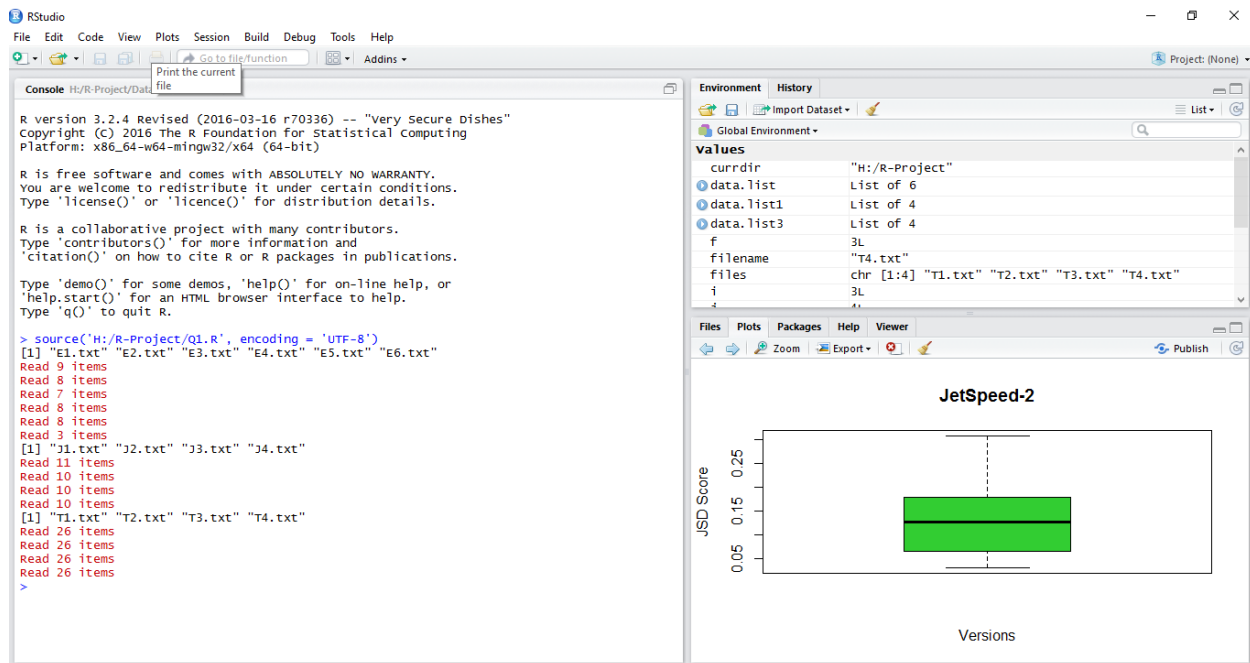 RStudio
File Edit Code View Plots Session Build Debug Tools Help
Go to file/function
Addins
Project: (None)
Print the current
file
Console H:/R-Project/Data
R version 3.2.4 Revised (2016-03-16 r70336) -- "Very Secure Dishes"
Copyright (C) 2016 The R Foundation for Statistical Computing
Platform: x86_64-w64-mingw32/x64 (64-bit)
R is free software and comes with ABSOLUTELY NO WARRANTY.
You are welcome to redistribute it under certain conditions.
Type 'license()' or 'licence()' for distribution details.
R is a collaborative project with many contributors.
Type 'contributors()' for more information and
'citation()' on how to cite R or R packages in publications.
Type 'demo()' for some demos, 'help()' for on-line help, or
'help.start()' for an HTML browser interface to help.
Type 'q()' to quit R.
> source('H:/R-Project/Q1.R', encoding = 'UTF-8')
[1] "E1.txt" "E2.txt" "E3.txt" "E4.txt" "E5.txt" "E6.txt"
Read 9 items
Read 8 items
Read 7 items
Read 8 items
Read 8 items
Read 3 items
[1] "J1.txt" "J2.txt" "J3.txt" "J4.txt"
Read 11 items
Read 10 items
Read 10 items
Read 10 items
[1] "T1.txt" "T2.txt" "T3.txt" "T4.txt"
Read 26 items
Read 26 items
Read 26 items
Read 26 items
>
Environment History
Import Dataset
List
Global Environment
Values
currdir "H:/R-Project"
data.list List of 6
data.list1 List of 4
data.list3 List of 4
f 3L
filename "T4.txt"
files chr [1:4] "T1.txt" "T2.txt" "T3.txt" "T4.txt"
i 3L
Files Plots Packages Help Viewer
Zoom Export Publish
JetSpeed-2
JSD Score
0.25
0.15
0.05
Versions